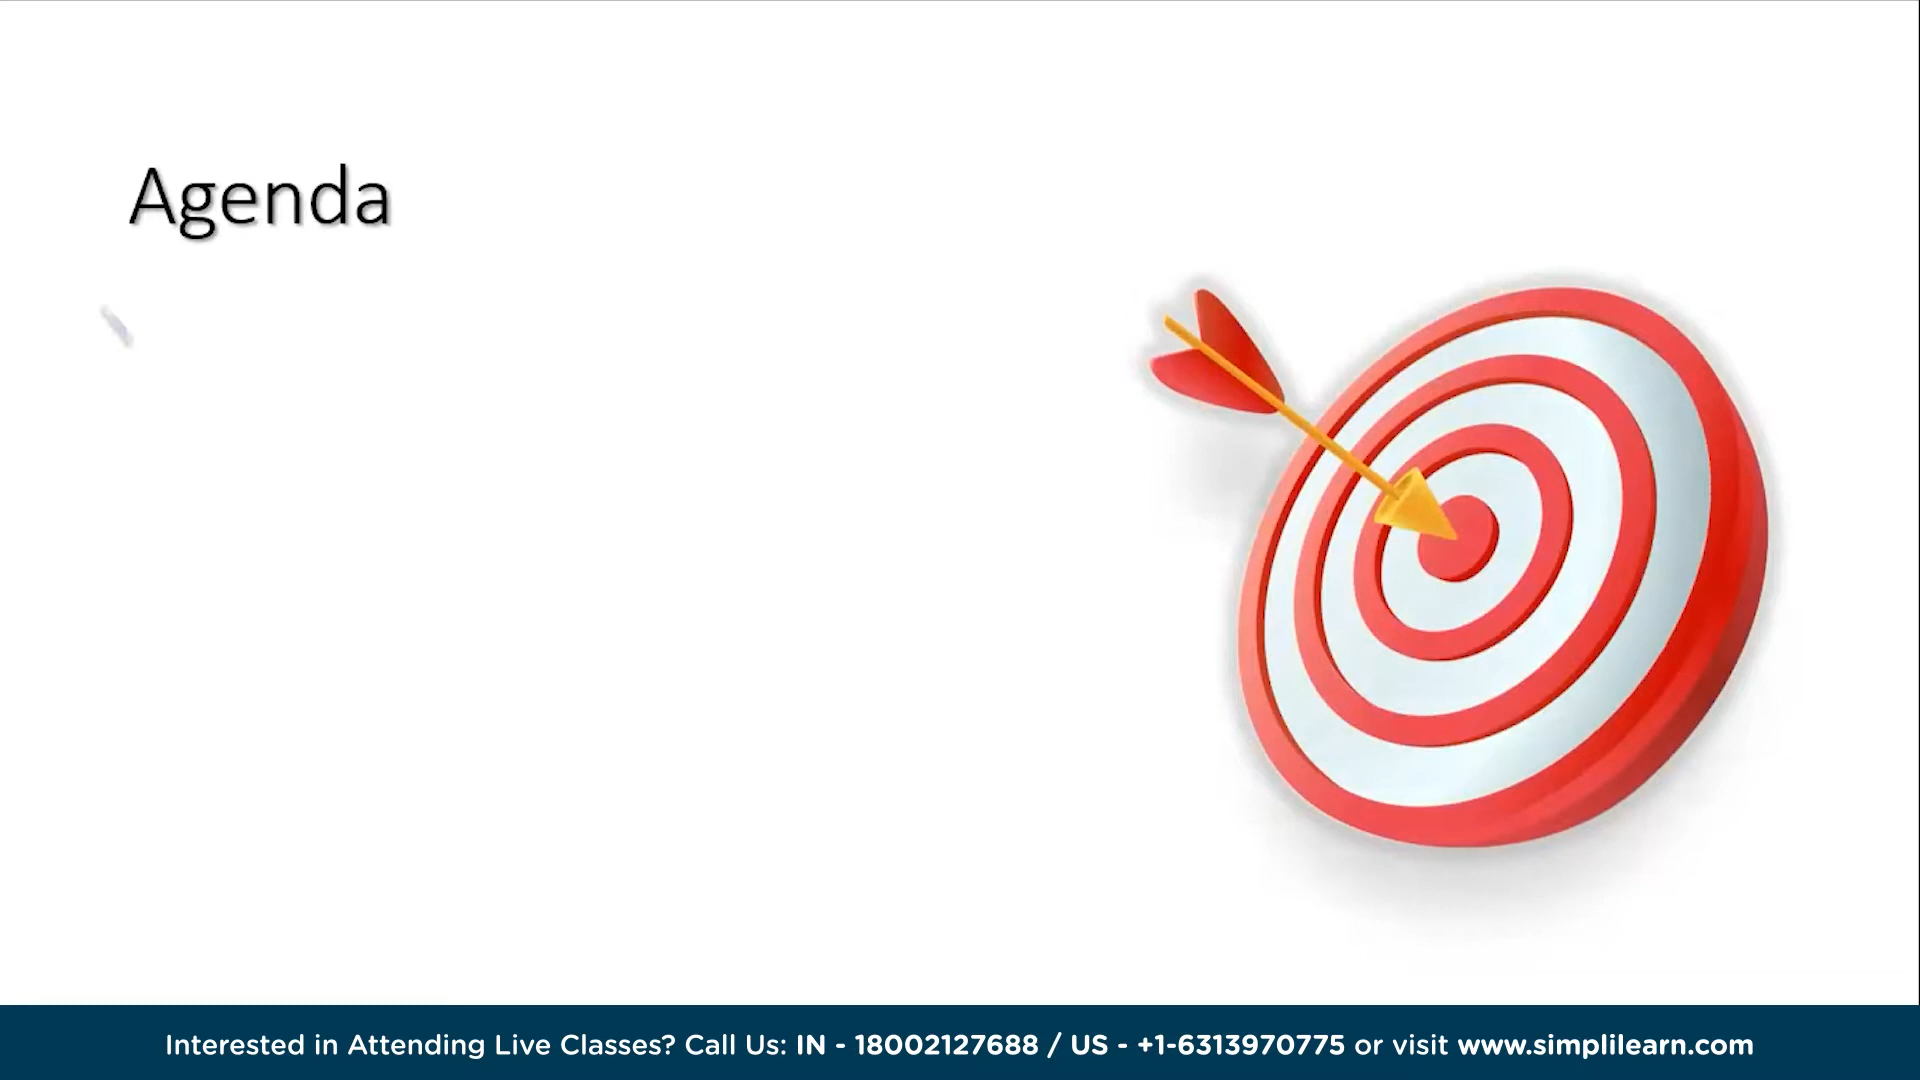 Agenda
Interested in Attending Live Classes? Call Us: IN - 18002127688 / US - +1-6313970775 or visit www.simplilearn.com